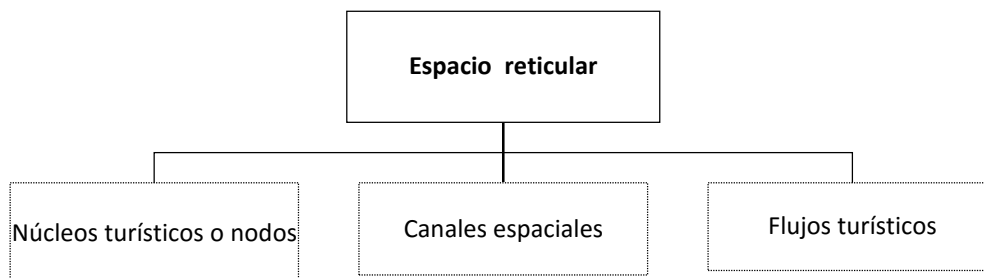 Espacio reticular
Núcleos turísticos o nodos
Canales espaciales
Flujos turísticos